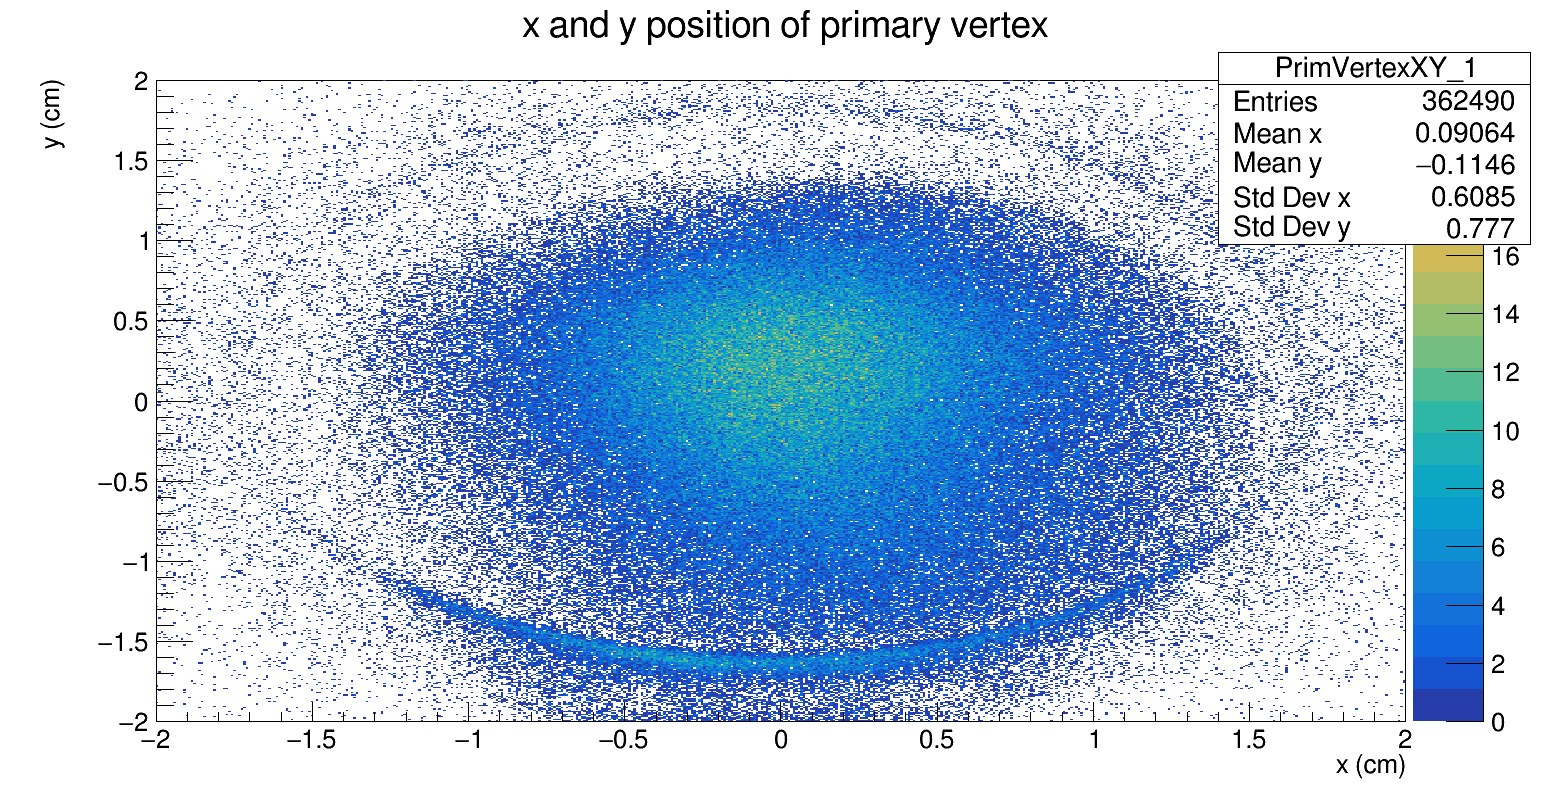 x and y position of primary vertex
y (cm)
PrimVertexXY_1
Entries 362490
Mean x 0.09064
Mean y −0.1146
Std Dev x 0.6085
Std Dev y 0.777
2
1.5
1
0.5
0
−0.5
−1
−1.5
−2
−2 −1.5 −1 −0.5 0 0.5 1 1.5 2
x (cm)
16
14
12
10
8
6
4
2
0